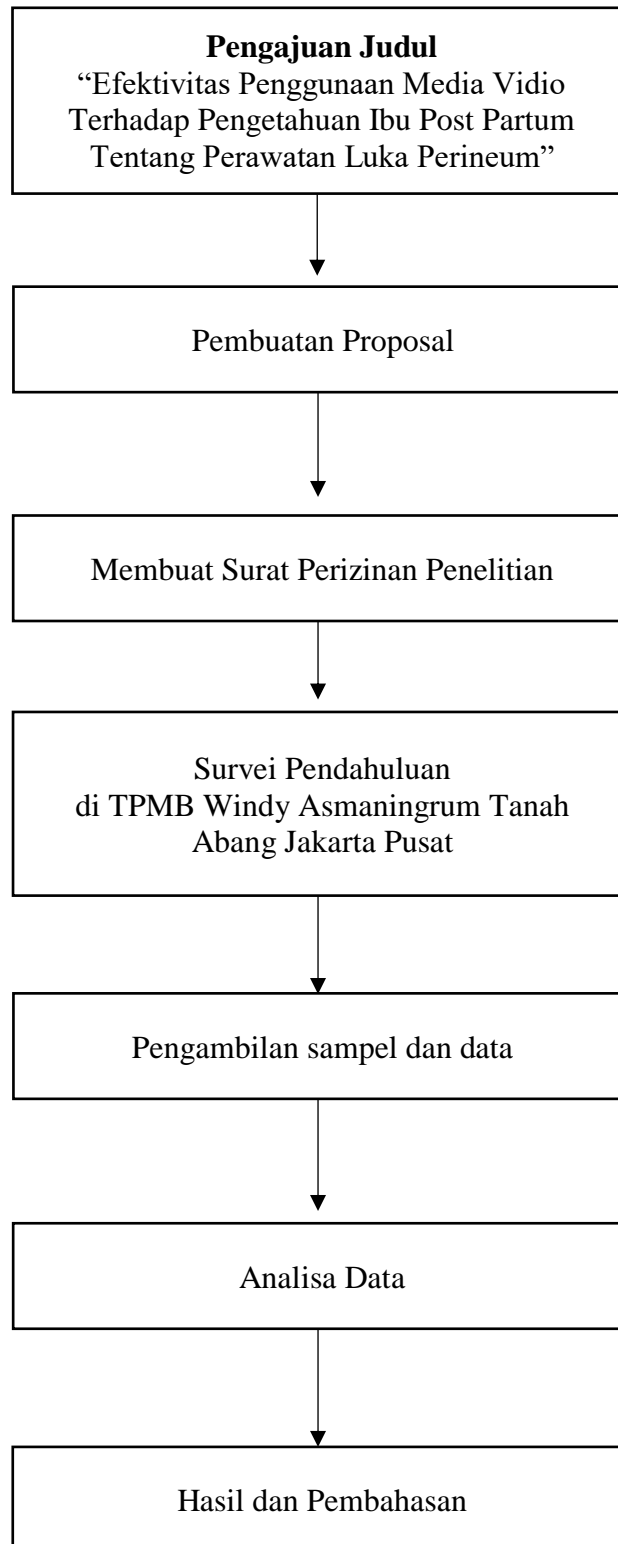 Pengajuan Judul
“Efektivitas Penggunaan Media Vidio
Terhadap Pengetahuan Ibu Post Partum
Tentang Perawatan Luka Perineum”
Pembuatan Proposal
Membuat Surat Perizinan Penelitian
Survei Pendahuluan
di TPMB Windy Asmaningrum Tanah
Abang Jakarta Pusat
Pengambilan sampel dan data
Analisa Data
Hasil dan Pembahasan